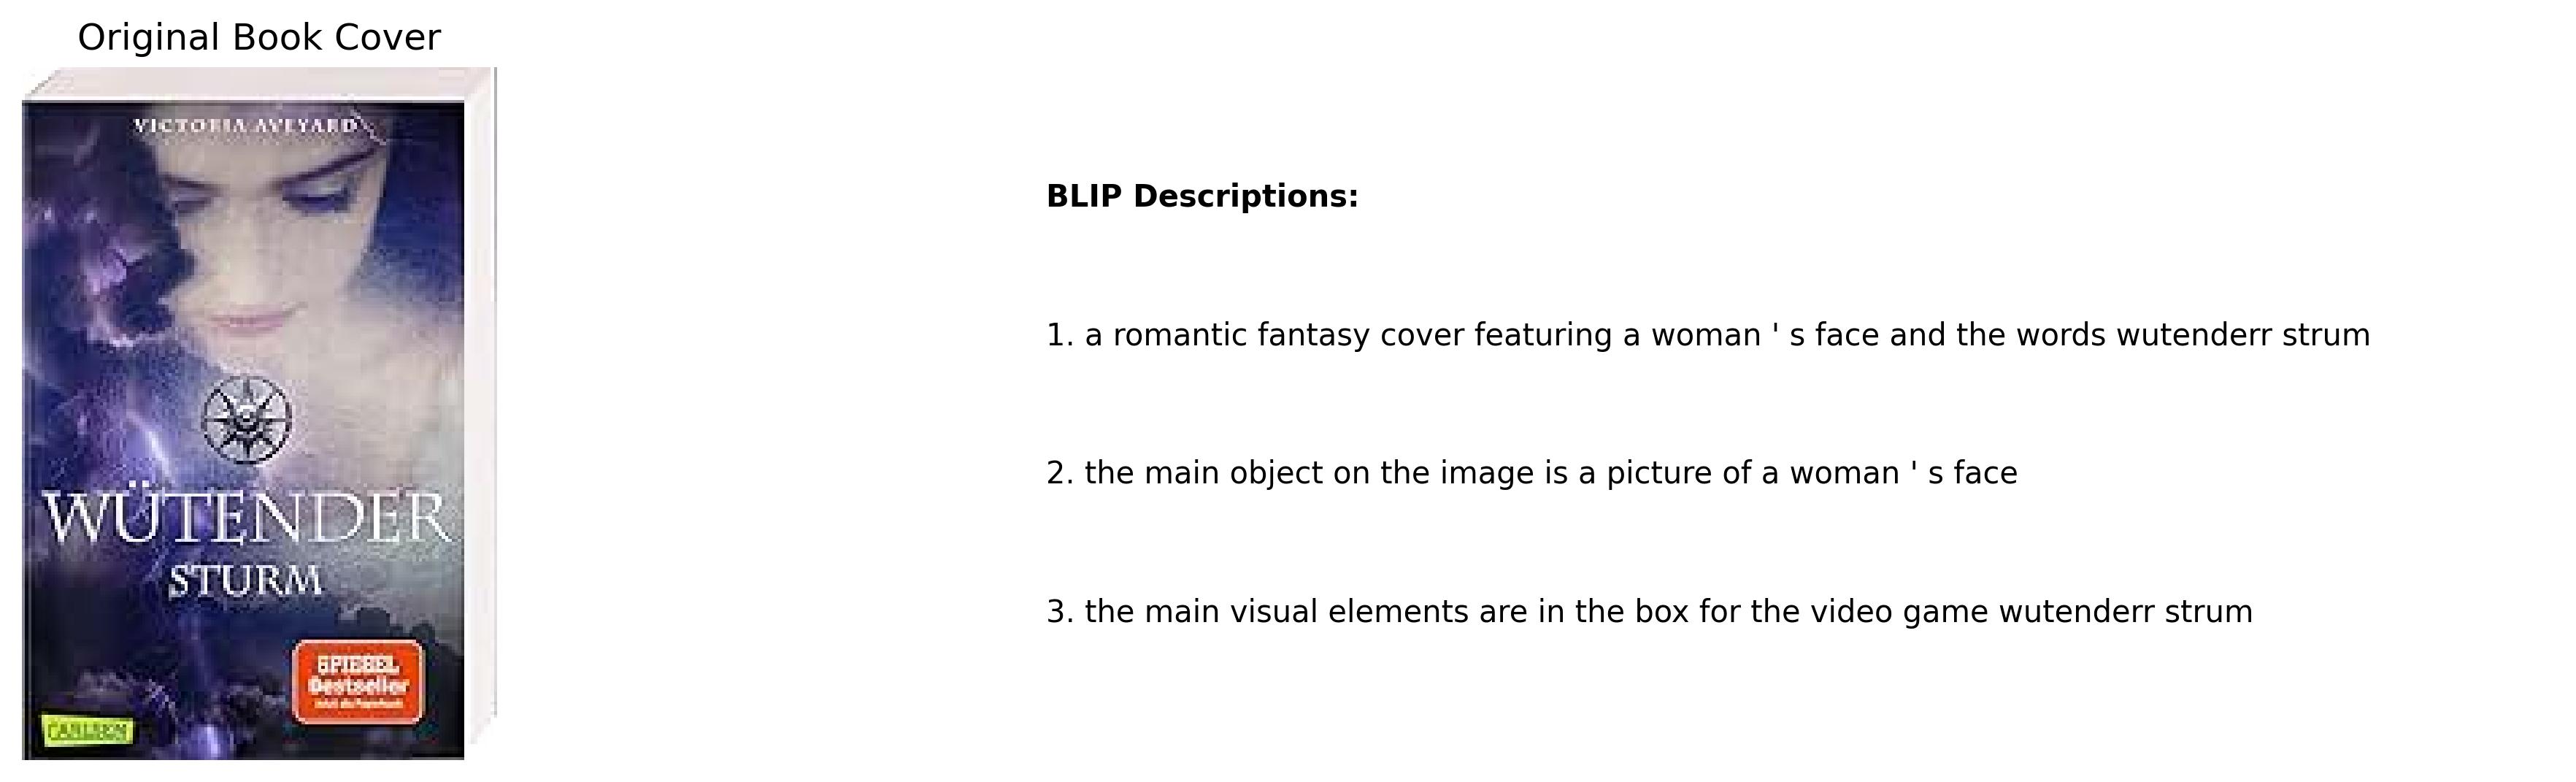 Original Book Cover
VICTORIA AVEYARD
WÜTENDER
STURM
SPIEGEL
Bestseller
CARLSEN
BLIP Descriptions:
1. a romantic fantasy cover featuring a woman ' s face and the words wutenderr strum
2. the main object on the image is a picture of a woman ' s face
3. the main visual elements are in the box for the video game wutenderr strum